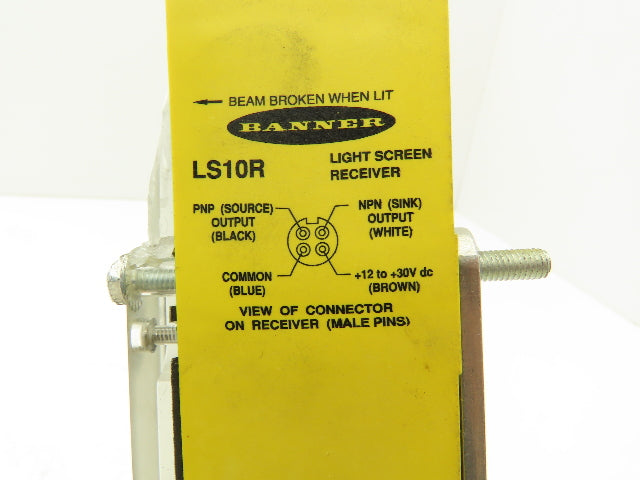 ← BEAM BROKEN WHEN LIT
BANNER
LS10R
LIGHT SCREEN
RECEIVER
PNP (SOURCE)
OUTPUT
(BLACK)
NPN (SINK)
OUTPUT
(WHITE)
COMMON
(BLUE)
+12 to +30V dc
(BROWN)
VIEW OF CONNECTOR
ON RECEIVER (MALE PINS)